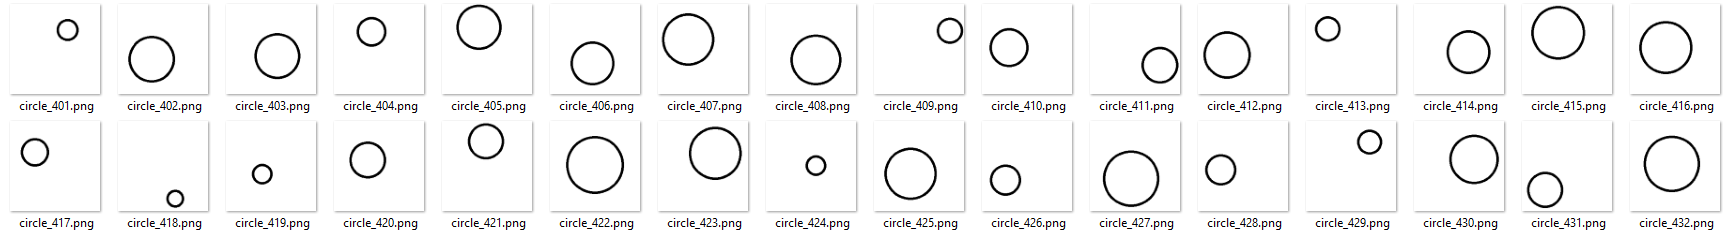 circle_401.png circle_402.png circle_403.png circle_404.png circle_405.png circle_406.png circle_407.png circle_408.png circle_409.png circle_410.png circle_411.png circle_412.png circle_413.png circle_414.png circle_415.png circle_416.png
circle_417.png circle_418.png circle_419.png circle_420.png circle_421.png circle_422.png circle_423.png circle_424.png circle_425.png circle_426.png circle_427.png circle_428.png circle_429.png circle_430.png circle_431.png circle_432.png